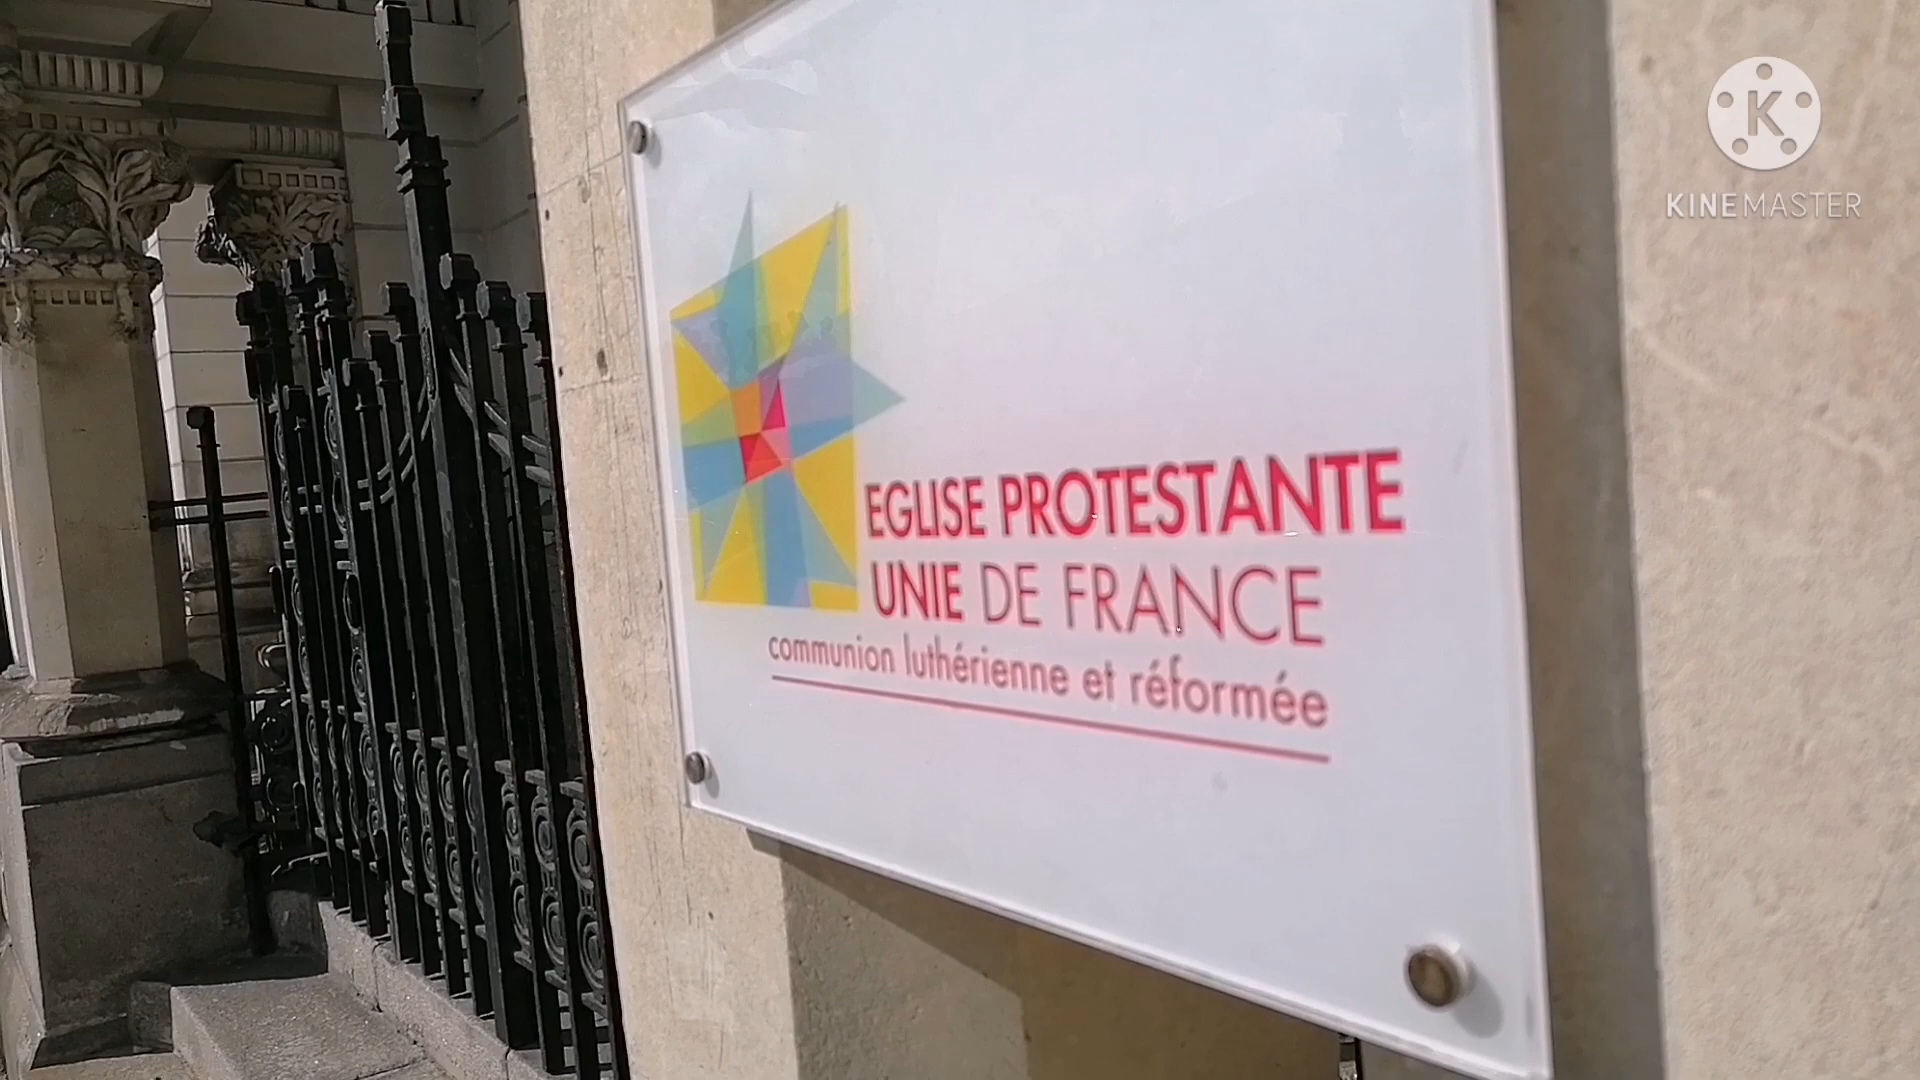 K
KINEMASTER
EGLISE PROTESTANTE
UNIE DE FRANCE
communion luthérienne et réformée